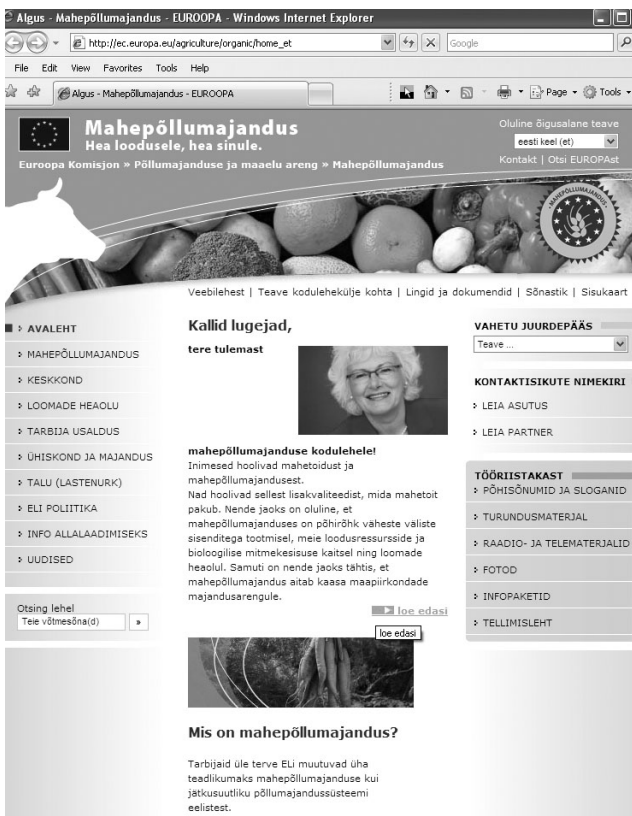 Algus - Mahepõllumajandus - EUROOPA - Windows Internet Explorer
http://ec.europa.eu/agriculture/organic/home_et
Google
File Edit View Favorites Tools Help
Algus - Mahepõllumajandus - EUROOPA
Page
Tools
Mahepõllumajandus
Hea loodusele, hea sinule.
Euroopa Komisjon » Põllumajanduse ja maaelu areng » Mahepõllumajandus
Oluline õigusalane teave
eesti keel (et)
Kontakt | Otsi EUROPAst
MAHEPÕLLUMAJANDUS
Veebilehest | Teave kodulehekülje kohta | Lingid ja dokumendid | Sõnastik | Sisukaart
AVALEHT
MAHEPÕLLUMAJANDUS
KESKKOND
LOOMADE HEAOLU
TARBIJA USALDUS
ÜHISKOND JA MAJANDUS
TALU (LASTENURK)
ELI POLIITIKA
INFO ALLALAADIMISEKS
UUDISED
Otsing lehel
Teie võtmesõna(d)
Kallid lugejad,
tere tulemast
mahepõllumajanduse kodulehele!
Inimesed hoolivad mahetoidust ja
mahepõllumajandusest.
Nad hoolivad sellest lisakvaliteedist, mida mahetoit
pakub. Nende jaoks on oluline, et
mahepõllumajanduses on põhirõhk väheste väliste
sisenditega tootmisel, meie loodusressursside ja
bioloogilise mitmekesisuse kaitsel ning loomade
heaolul. Samuti on nende jaoks tähtis, et
mahepõllumajandus aitab kaasa maapiirkondade
majandusarengule.
loe edasi
loe edasi
Mis on mahepõllumajandus?
Tarbijaid üle terve ELi muutuvad üha
teadlikumaks mahepõllumajanduse kui
jätkusuutliku põllumajandussüsteemi
eelistest.
VAHETU JUURDEPÄÄS
Teave ...
KONTAKTISIKUTE NIMEKIRI
LEIA ASUTUS
LEIA PARTNER
TÖÖRIISTAKAST
PÕHISÕNUMID JA SLOGANID
TURUNDUSMATERJAL
RAADIO- JA TELEMATERJALID
FOTOD
INFOPAKETID
TELLIMISLEHT